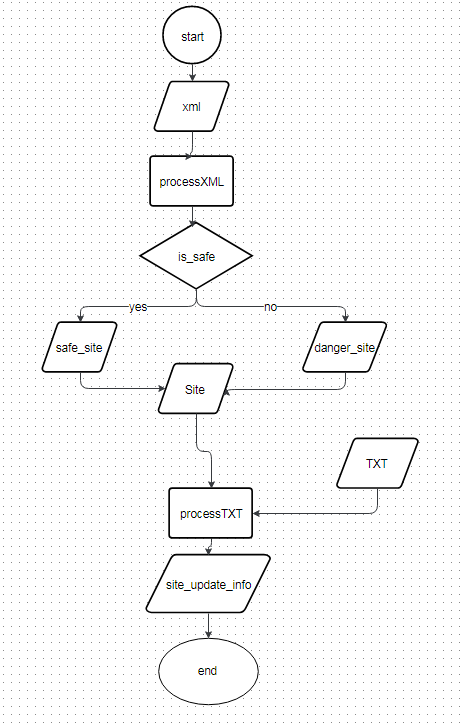 start
xml
processXML
is_safe
yes
no
safe_site
danger_site
Site
TXT
processTXT
site_update_info
end